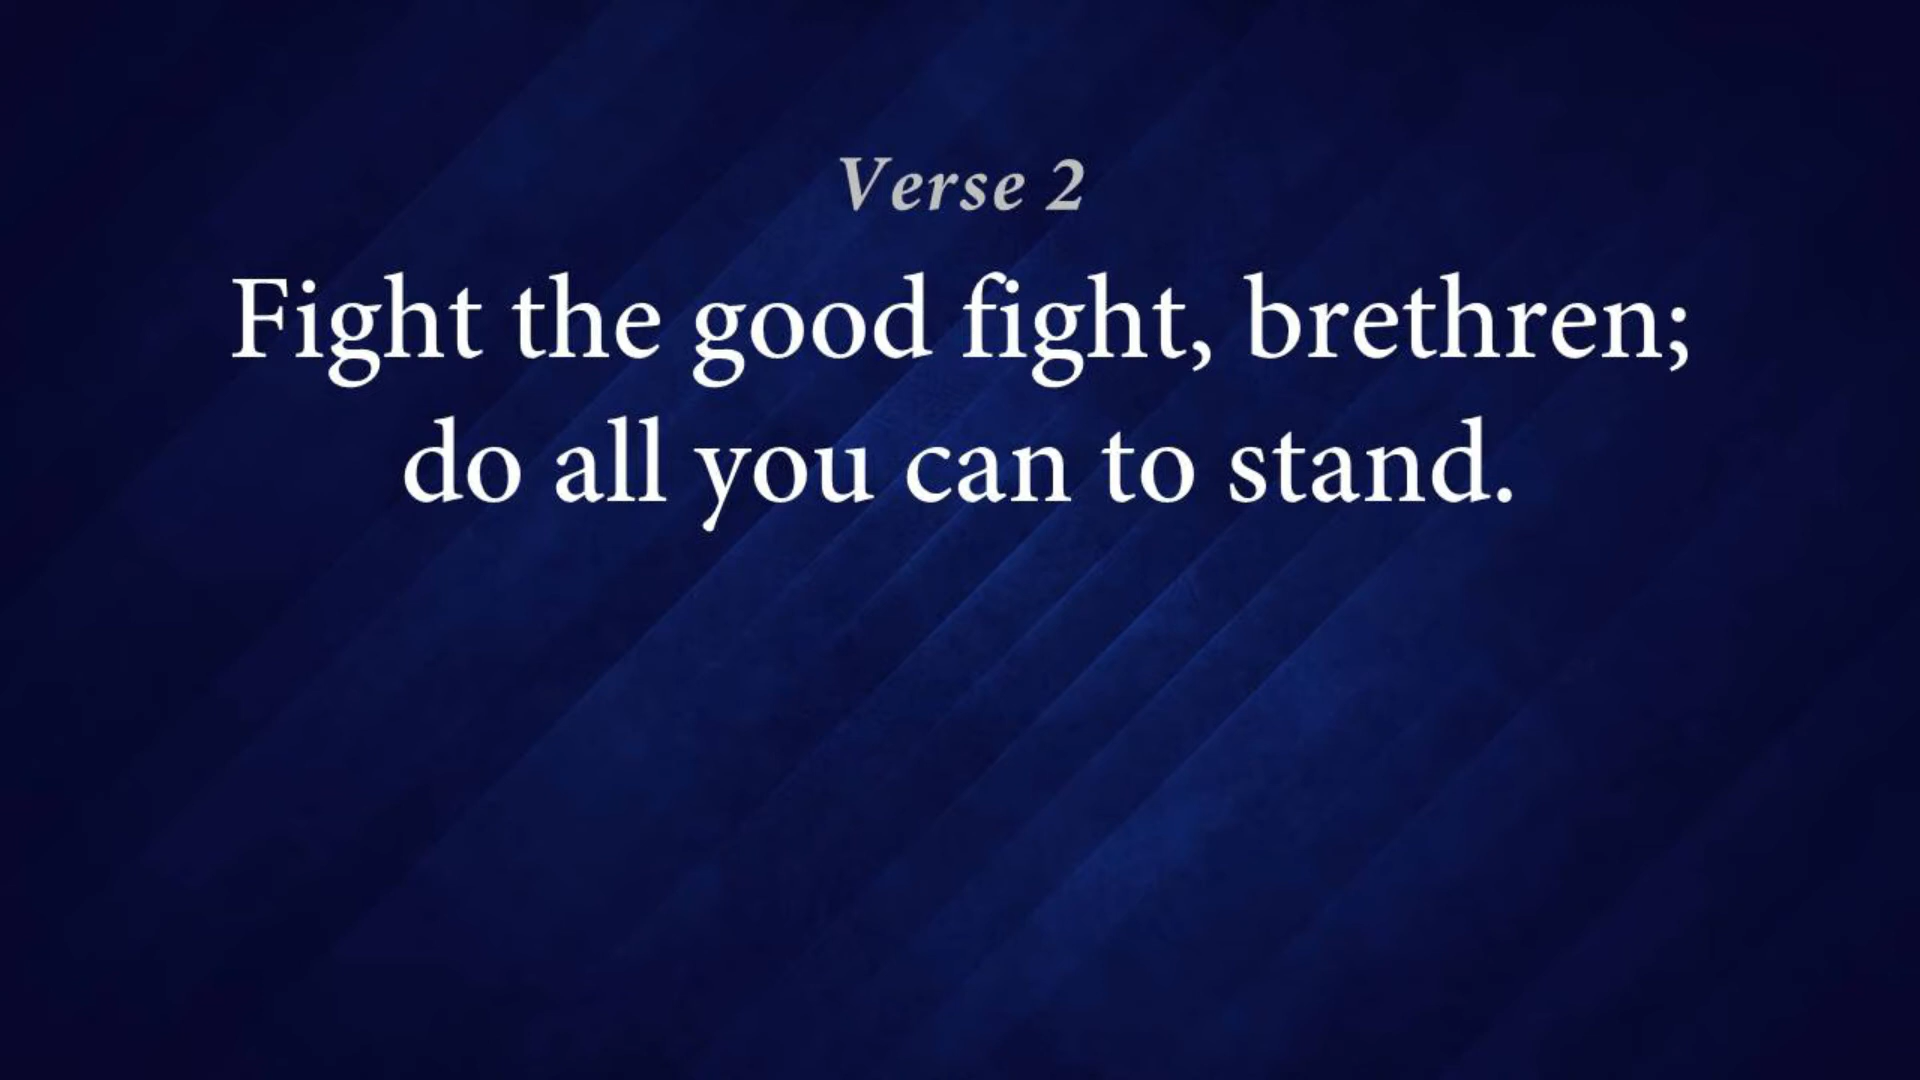 Verse 2
Fight the good fight, brethren;
do all you can to stand.